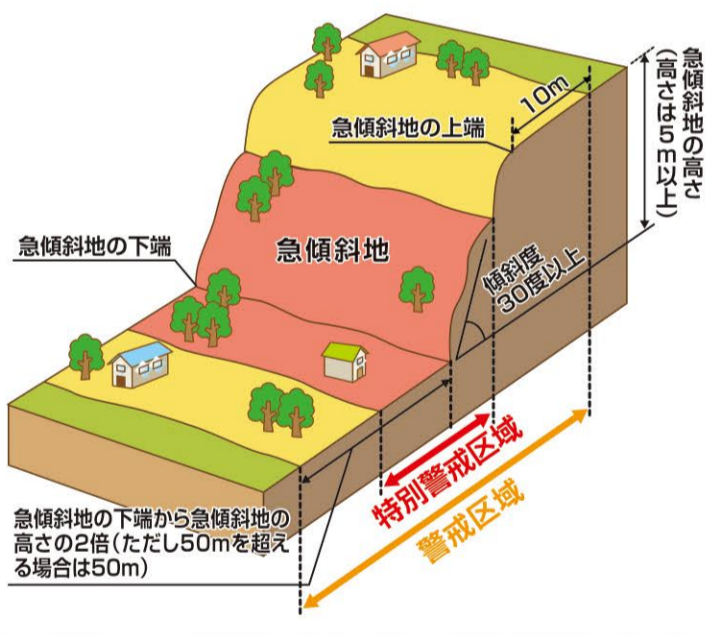 急傾斜地の高さ
(高さは5m以上)
10m
急傾斜地の上端
急傾斜地の下端
急傾斜地
傾斜度
30度以上
特別警戒区域
警戒区域
急傾斜地の下端から急傾斜地の
高さの2倍(ただし50mを超え
る場合は50m)